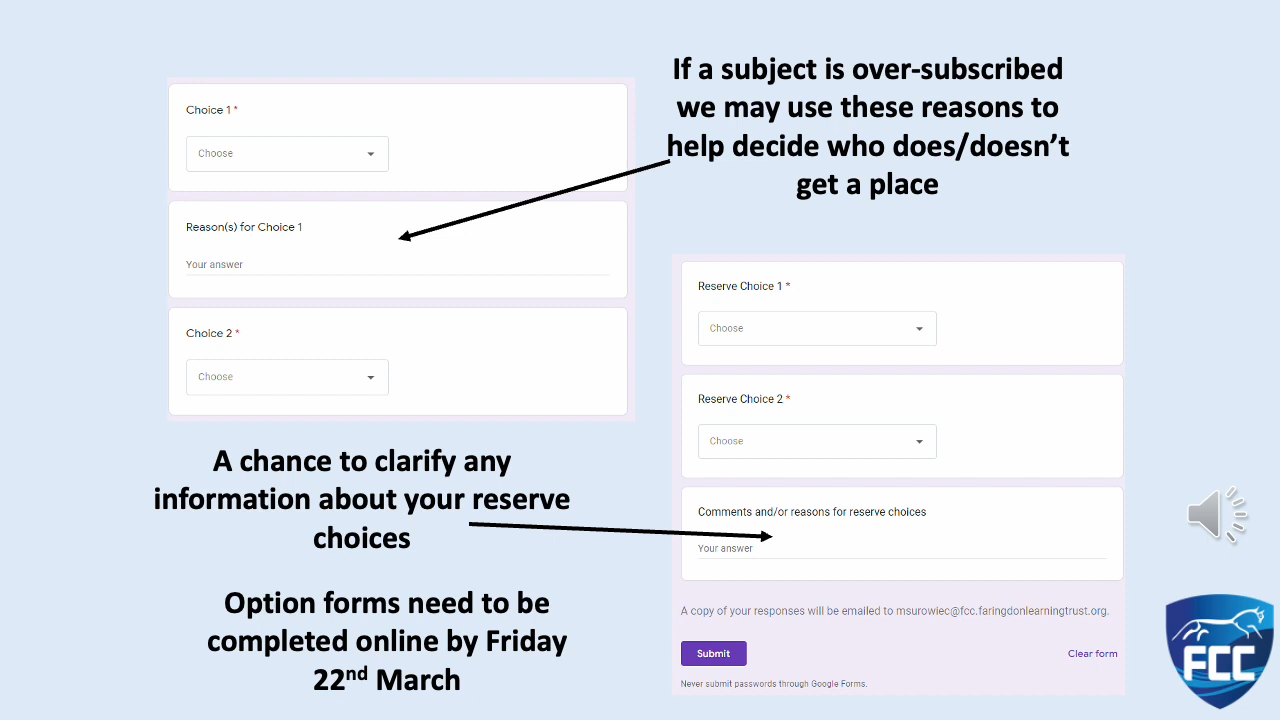 If a subject is over-subscribed
we may use these reasons to
help decide who does/doesn’t
get a place
Choice 1 *
Choose
Reason(s) for Choice 1
Your answer
Choice 2 *
Choose
Reserve Choice 1 *
Choose
Reserve Choice 2 *
Choose
Comments and/or reasons for reserve choices
Your answer
A copy of your responses will be emailed to msurowiec@fcc.faringdonlearningtrust.org.
Submit
Clear form
Never submit passwords through Google Forms.
A chance to clarify any
information about your reserve
choices
Option forms need to be
completed online by Friday
22nd March
FCC